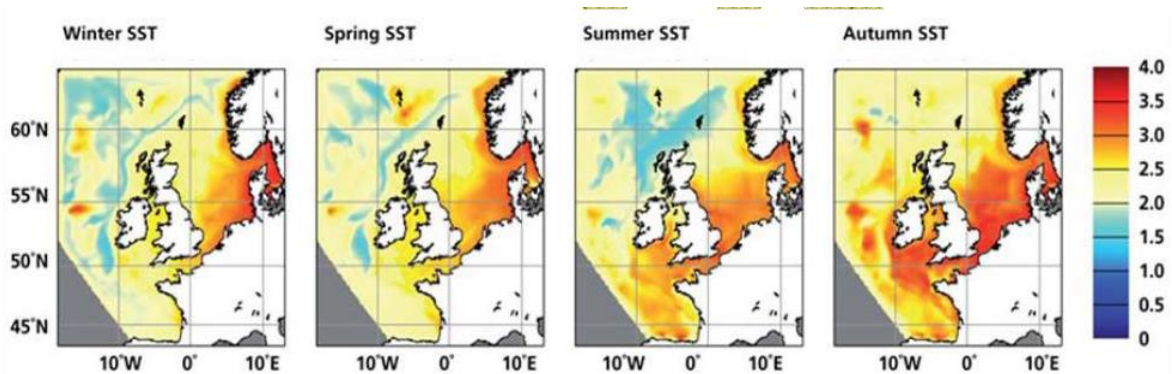 Winter SST
Spring SST
Summer SST
Autumn SST
60°N
55°N
50°N
45°N
10°W 0° 10°E
10°W 0° 10°E
10°W 0° 10°E
10°W 0° 10°E
4.0
3.5
3.0
2.5
2.0
1.5
1.0
0.5
0